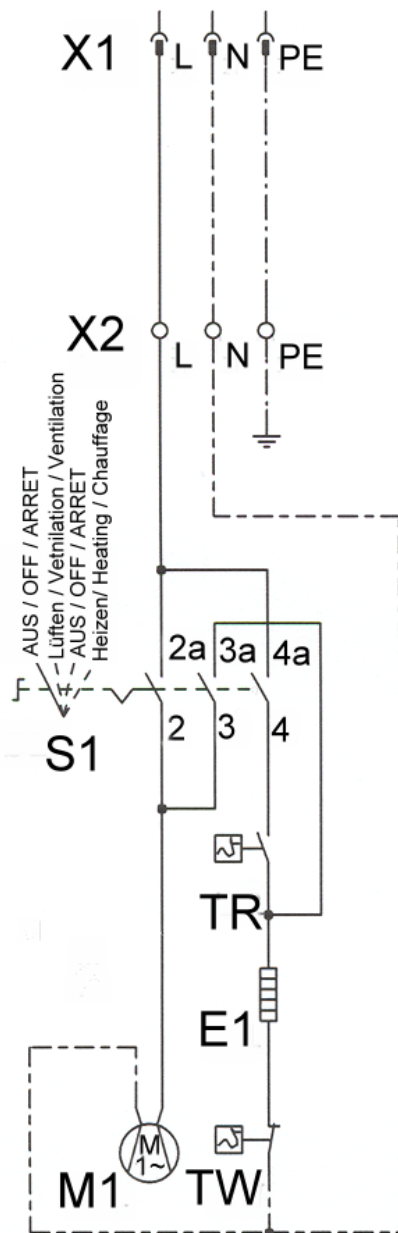 X1 L N PE
X2 L N PE
AUS / OFF / ARRET
Lüften / Vetnilation / Ventilation
AUS / OFF / ARRET
Heizen/ Heating / Chauffage
2a 3a 4a
S1 2 3 4
TR
E1
M1 M 1~ TW